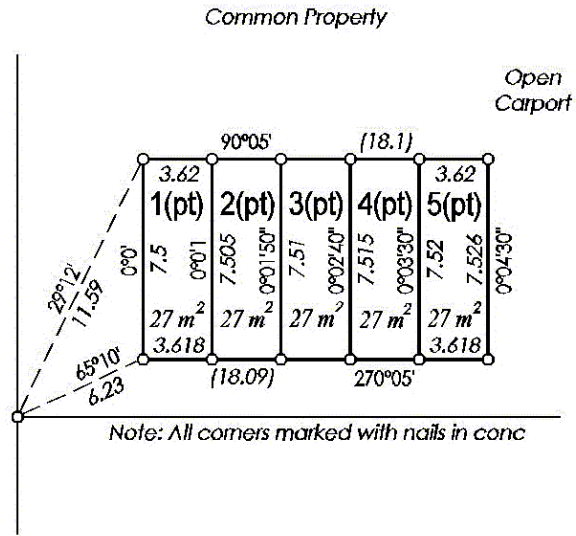 Common Property
Open
Carport
90°05' (18.1)
3.62 3.62
1(pt) 2(pt) 3(pt) 4(pt) 5(pt)
0°0' 7.5 0°0'1 7.505 0°01'50" 7.51 0°02'40" 7.515 0°03'30" 7.52 7.526 0°04'30"
29°12'
11.59
27 m² 27 m² 27 m² 27 m² 27 m²
3.618 3.618
65°10'
6.23
(18.09) 270°05'
Note: All corners marked with nails in conc